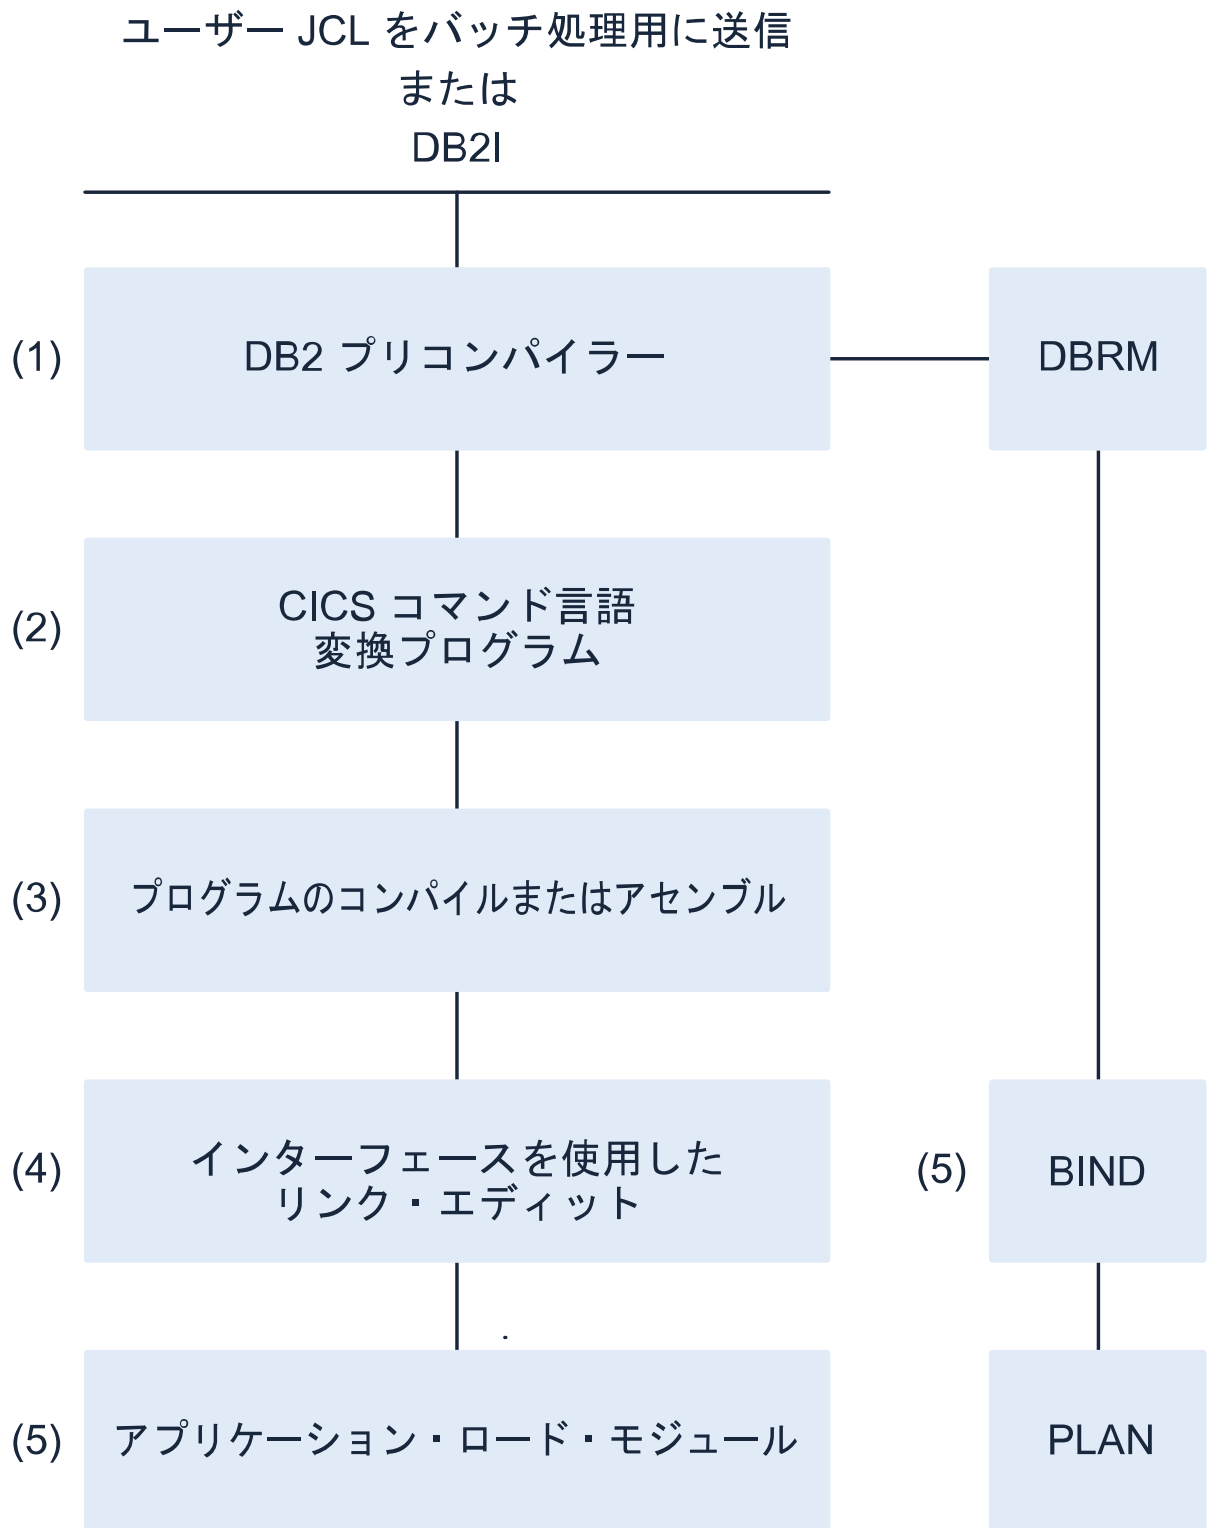 ユーザー JCL をバッチ処理用に送信
または
DB2I
(1)
DB2 プリコンパイラー
DBRM
(2)
CICS コマンド言語
変換プログラム
(3)
プログラムのコンパイルまたはアセンブル
(4)
インターフェースを使用した
リンク・エディット
(5)
BIND
(5)
アプリケーション・ロード・モジュール
PLAN